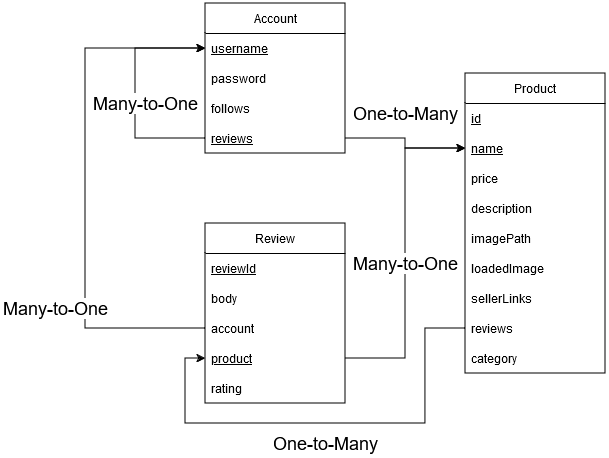 Account
username
password
follows
reviews
Many-to-One
One-to-Many
Product
id
name
price
description
imagePath
loadedImage
sellerLinks
reviews
category
Review
reviewId
body
account
product
rating
Many-to-One
Many-to-One
One-to-Many